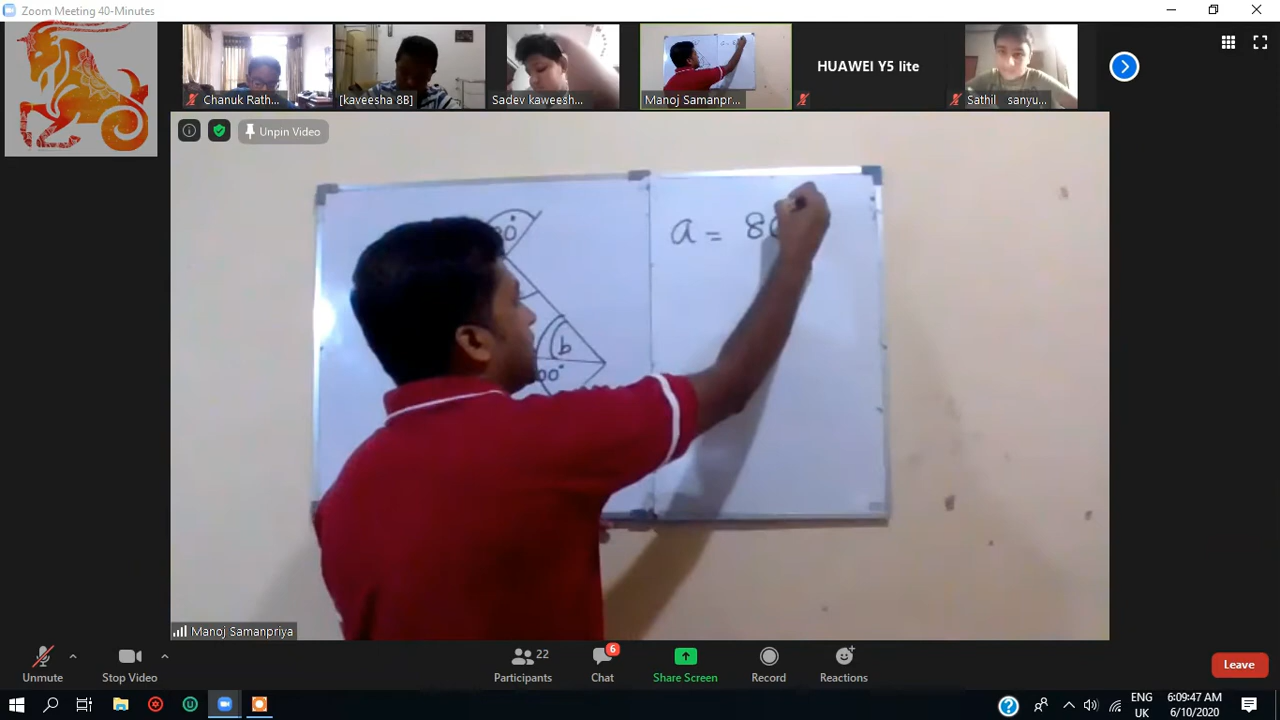 Zoom Meeting 40-Minutes
Chanuk Rath...
[kaveesha 8B]
Sadev kaweesh...
Manoj Samanpr...
HUAWEI Y5 lite
Sathil sanyu...
Unpin Video
a = 8
b
00°
Manoj Samanpriya
Unmute
Stop Video
22
Participants
6
Chat
Share Screen
Record
Reactions
Leave
ENG
UK
6:09:47 AM
6/10/2020